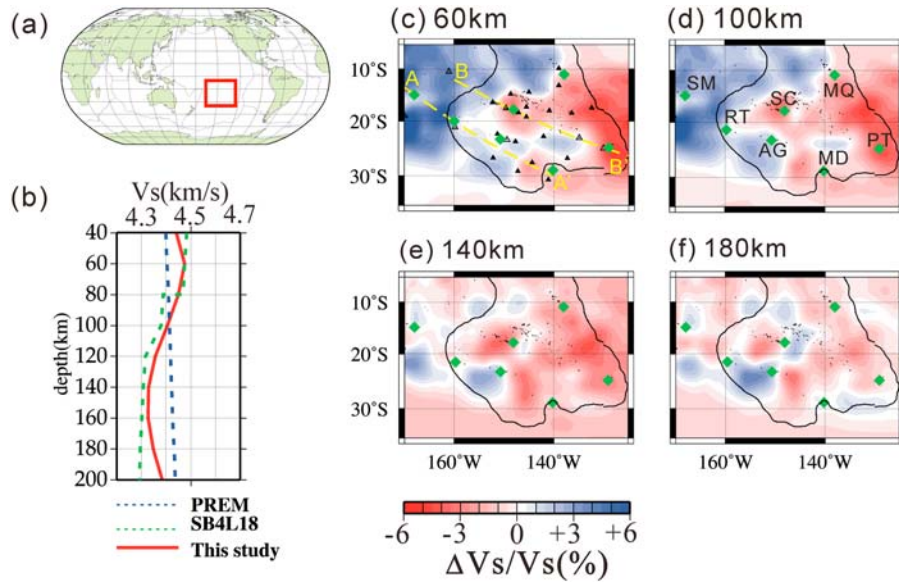 (a)
(b)
Vs(km/s)
4.3 4.5 4.7
40
60
80
100
120
140
160
180
200
depth(km)
PREM
SB4L18
This study
(c) 60km
10°S
20°S
30°S
A
B
A
B
(d) 100km
SM
MQ
SC
RT
AG
PT
MD
(e) 140km
10°S
20°S
30°S
160°W 140°W
(f) 180km
160°W 140°W
-6 -3 0 +3 +6
ΔVs/Vs(%)